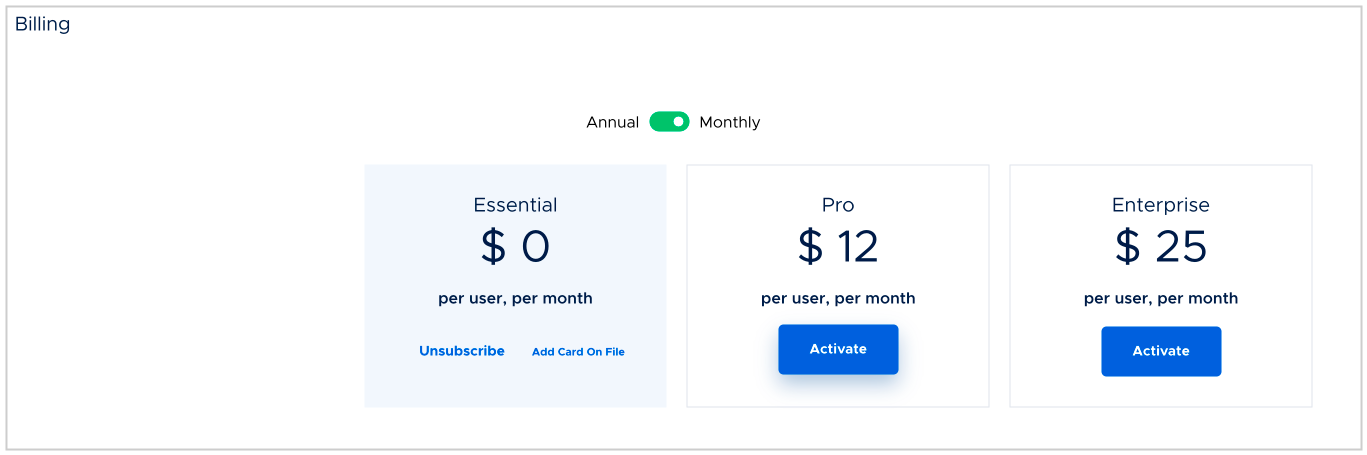 Billing
Annual Monthly
Essential
$ 0
per user, per month
Unsubscribe Add Card On File
Pro
$ 12
per user, per month
Activate
Enterprise
$ 25
per user, per month
Activate